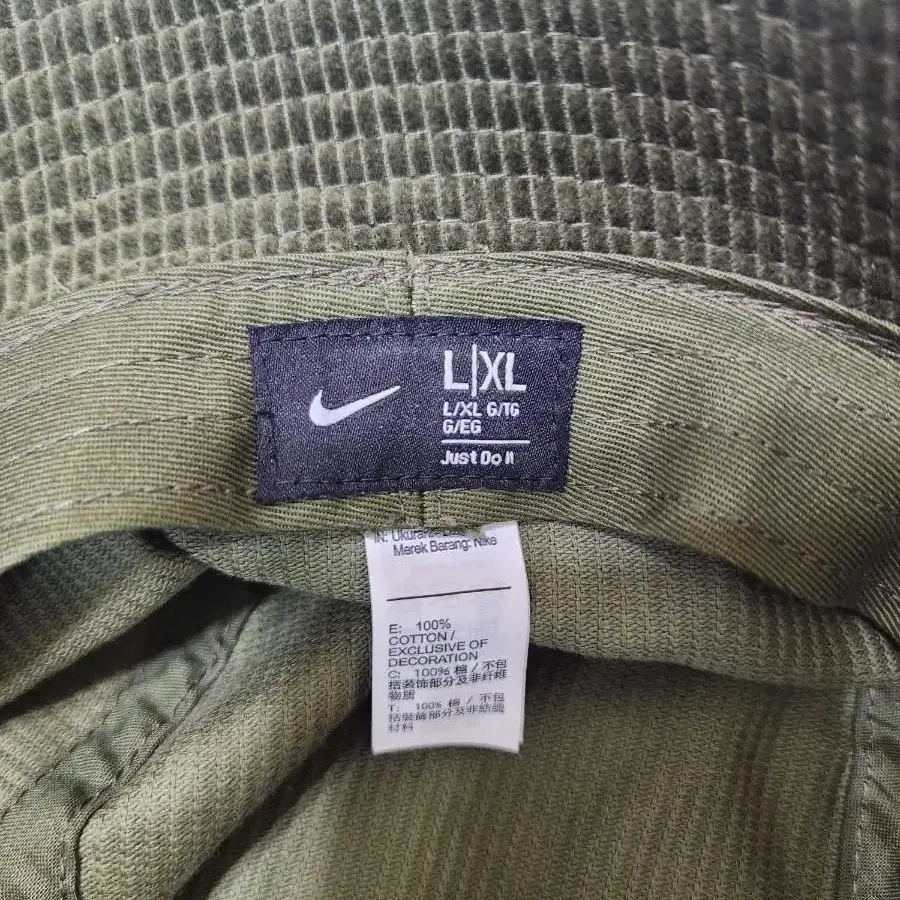 L|XL
L/XL G/TG
G/EG
Just Do It
IN:
Merek Barang: Nike
E: 100%
COTTON /
EXCLUSIVE OF
DECORATION
C: 100% 棉 / 不包
括装饰部分及非纤维
物质
T: 100% 棉 / 不包
括裝飾部分及非紡織
材料